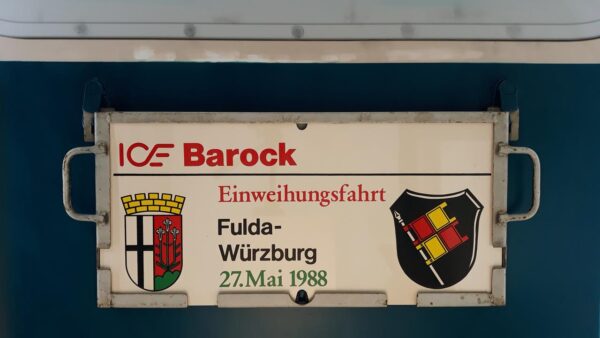 ICE Barock
Einweihungsfahrt
Fulda-
Würzburg
27.Mai 1988